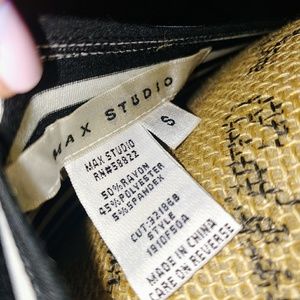 MAX STUDIO
S
MAX STUDIO
RN#58822
50%RAYON
45%POLYESTER
5%SPANDEX
CUT:32186B
STYLE
1910F50A
MADE IN CHINA
CARE ON REVERSE